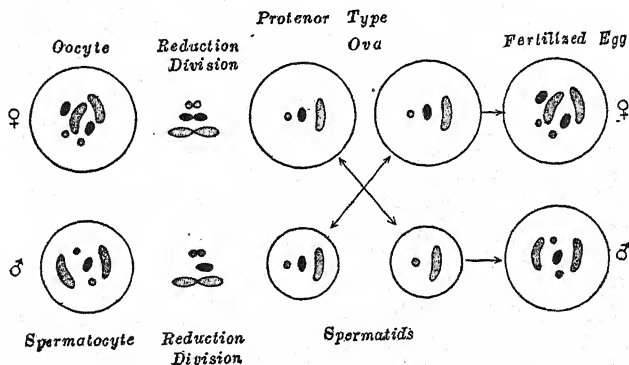 Protenor Type
Oocyte Reduction Ova Fertilized Egg
Division
♀ ♀
♂ ♂
Spermatocyte Reduction Spermatids
Division